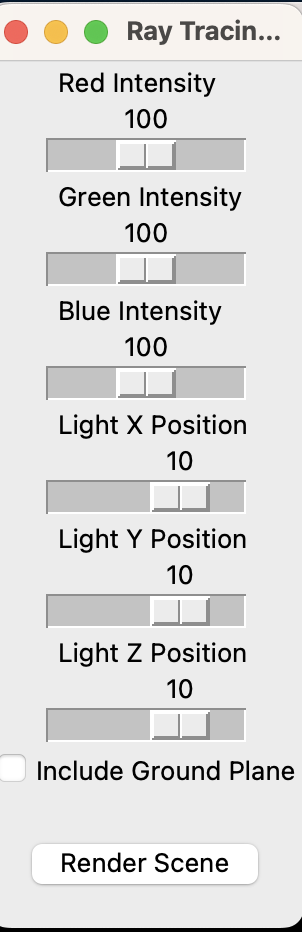 Ray Tracin...
Red Intensity
100
Green Intensity
100
Blue Intensity
100
Light X Position
10
Light Y Position
10
Light Z Position
10
Include Ground Plane
Render Scene